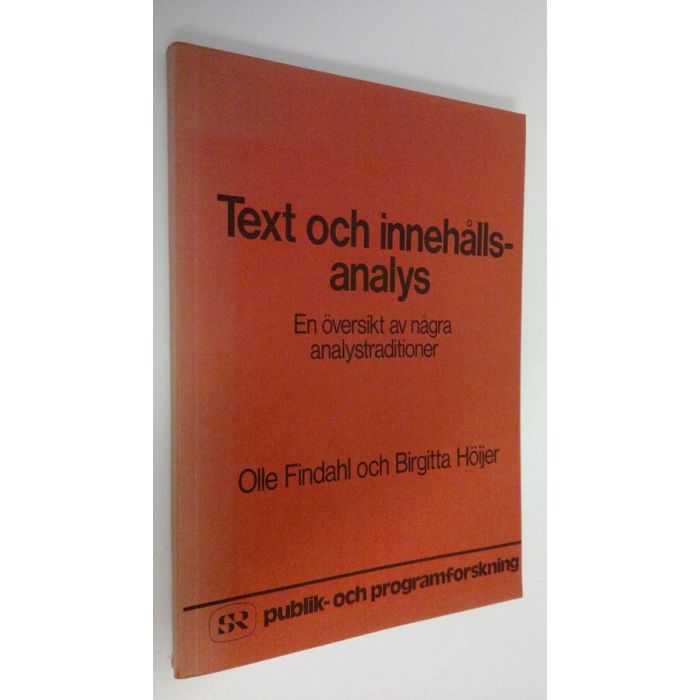 Text och innehålls-
analys
En översikt av några
analystraditioner
Olle Findahl och Birgitta Höijer
SR publik- och programforskning